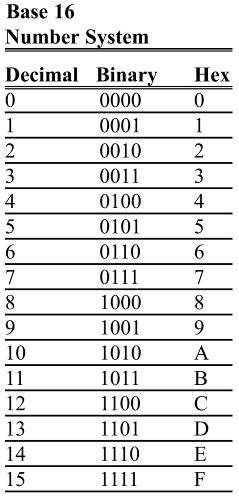 Base 16
Number System
Decimal Binary Hex
0 0000 0
1 0001 1
2 0010 2
3 0011 3
4 0100 4
5 0101 5
6 0110 6
7 0111 7
8 1000 8
9 1001 9
10 1010 A
11 1011 B
12 1100 C
13 1101 D
14 1110 E
15 1111 F